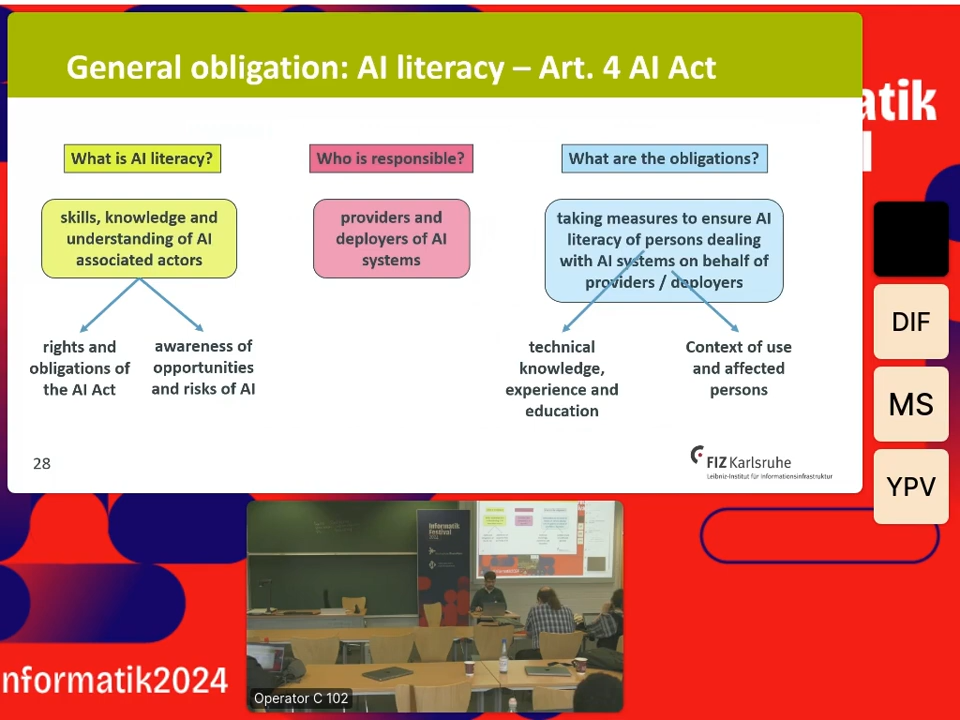 General obligation: AI literacy – Art. 4 AI Act
What is AI literacy?
skills, knowledge and
understanding of AI
associated actors
rights and
obligations of
the AI Act
awareness of
opportunities
and risks of AI
Who is responsible?
providers and
deployers of AI
systems
What are the obligations?
taking measures to ensure AI
literacy of persons dealing
with AI systems on behalf of
providers / deployers
technical
knowledge,
experience and
education
Context of use
and affected
persons
28
FIZ Karlsruhe
Leibniz-Institut für Informationsinfrastruktur
atik
DIF
MS
YPV
informatik
festival
2024
Operator C 102
nformatik2024